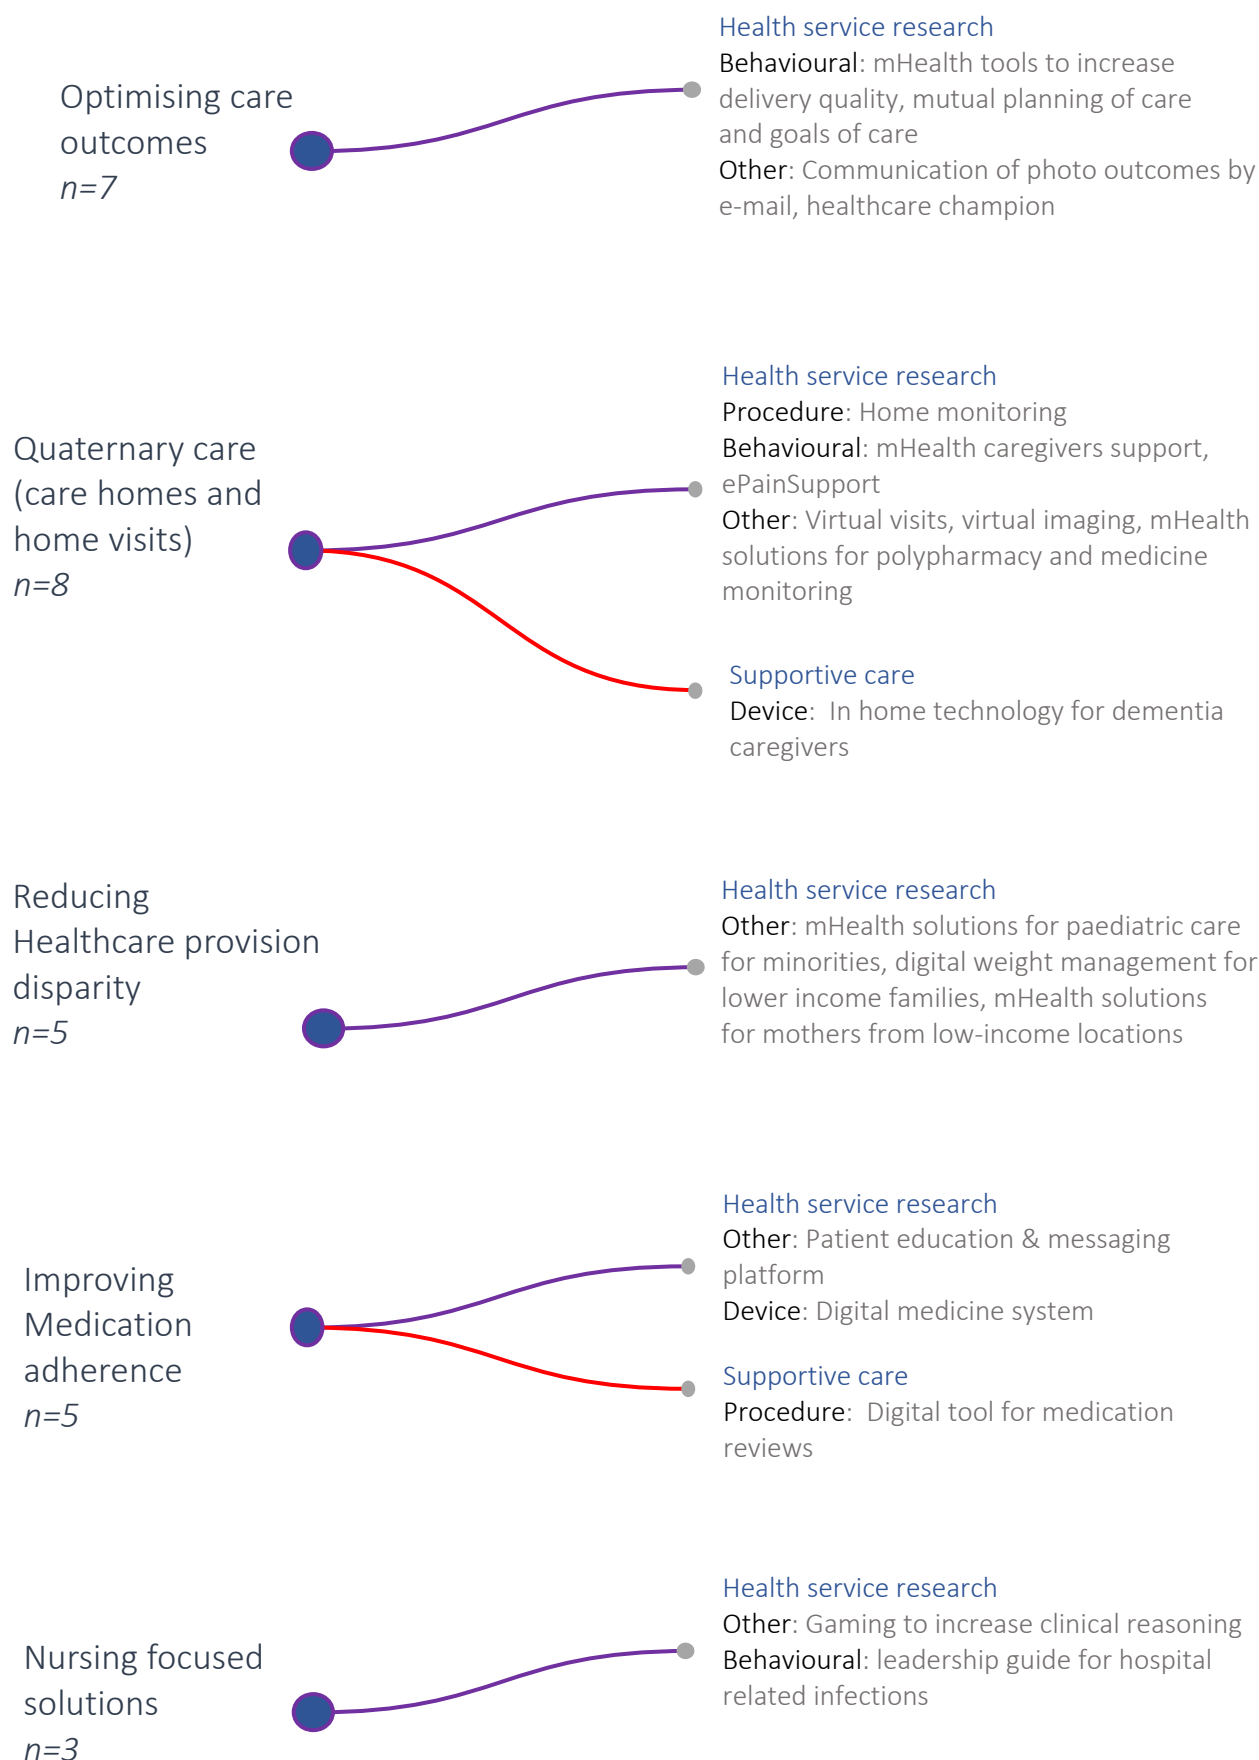 Optimising care
outcomes
n=7
Health service research
Behavioural: mHealth tools to increase
delivery quality, mutual planning of care
and goals of care
Other: Communication of photo outcomes by
e-mail, healthcare champion
Quaternary care
(care homes and
home visits)
n=8
Health service research
Procedure: Home monitoring
Behavioural: mHealth caregivers support,
ePainSupport
Other: Virtual visits, virtual imaging, mHealth
solutions for polypharmacy and medicine
monitoring
Supportive care
Device:  In home technology for dementia
caregivers
Reducing
Healthcare provision
disparity
n=5
Health service research
Other: mHealth solutions for paediatric care
for minorities, digital weight management for
lower income families, mHealth solutions
for mothers from low-income locations
Improving
Medication
adherence
n=5
Health service research
Other: Patient education & messaging
platform
Device: Digital medicine system
Supportive care
Procedure:  Digital tool for medication
reviews
Nursing focused
solutions
n=3
Health service research
Other: Gaming to increase clinical reasoning
Behavioural: leadership guide for hospital
related infections